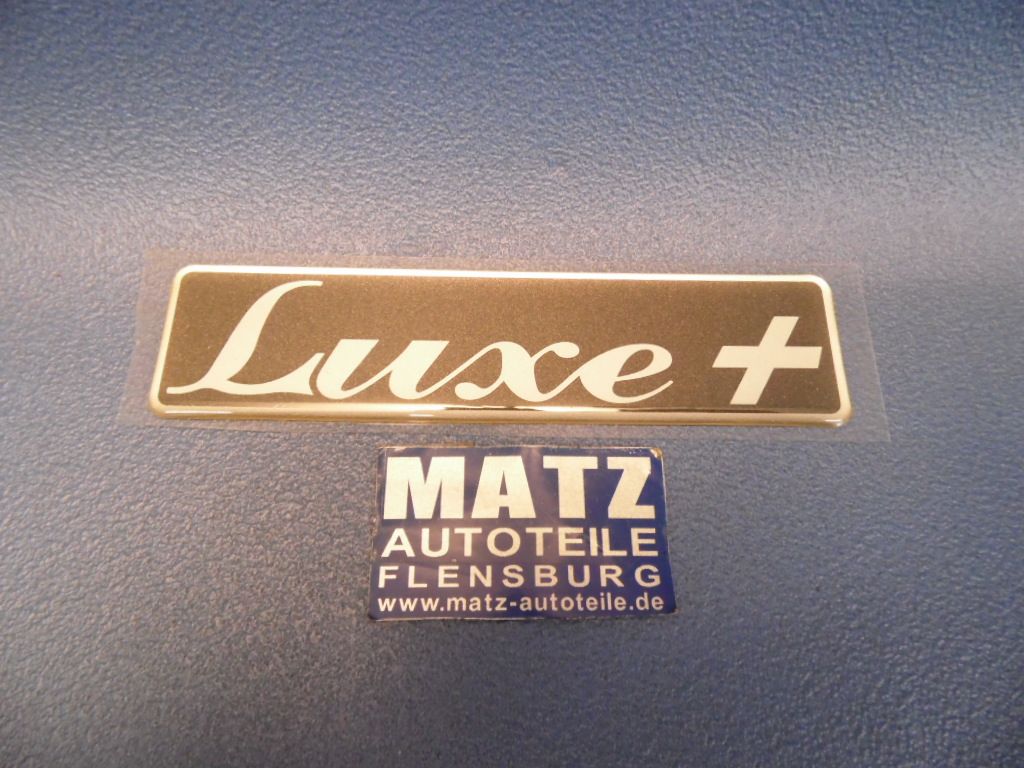 Luxe +
MATZ
AUTOTEILE
FLENSBURG
www.matz-autoteile.de